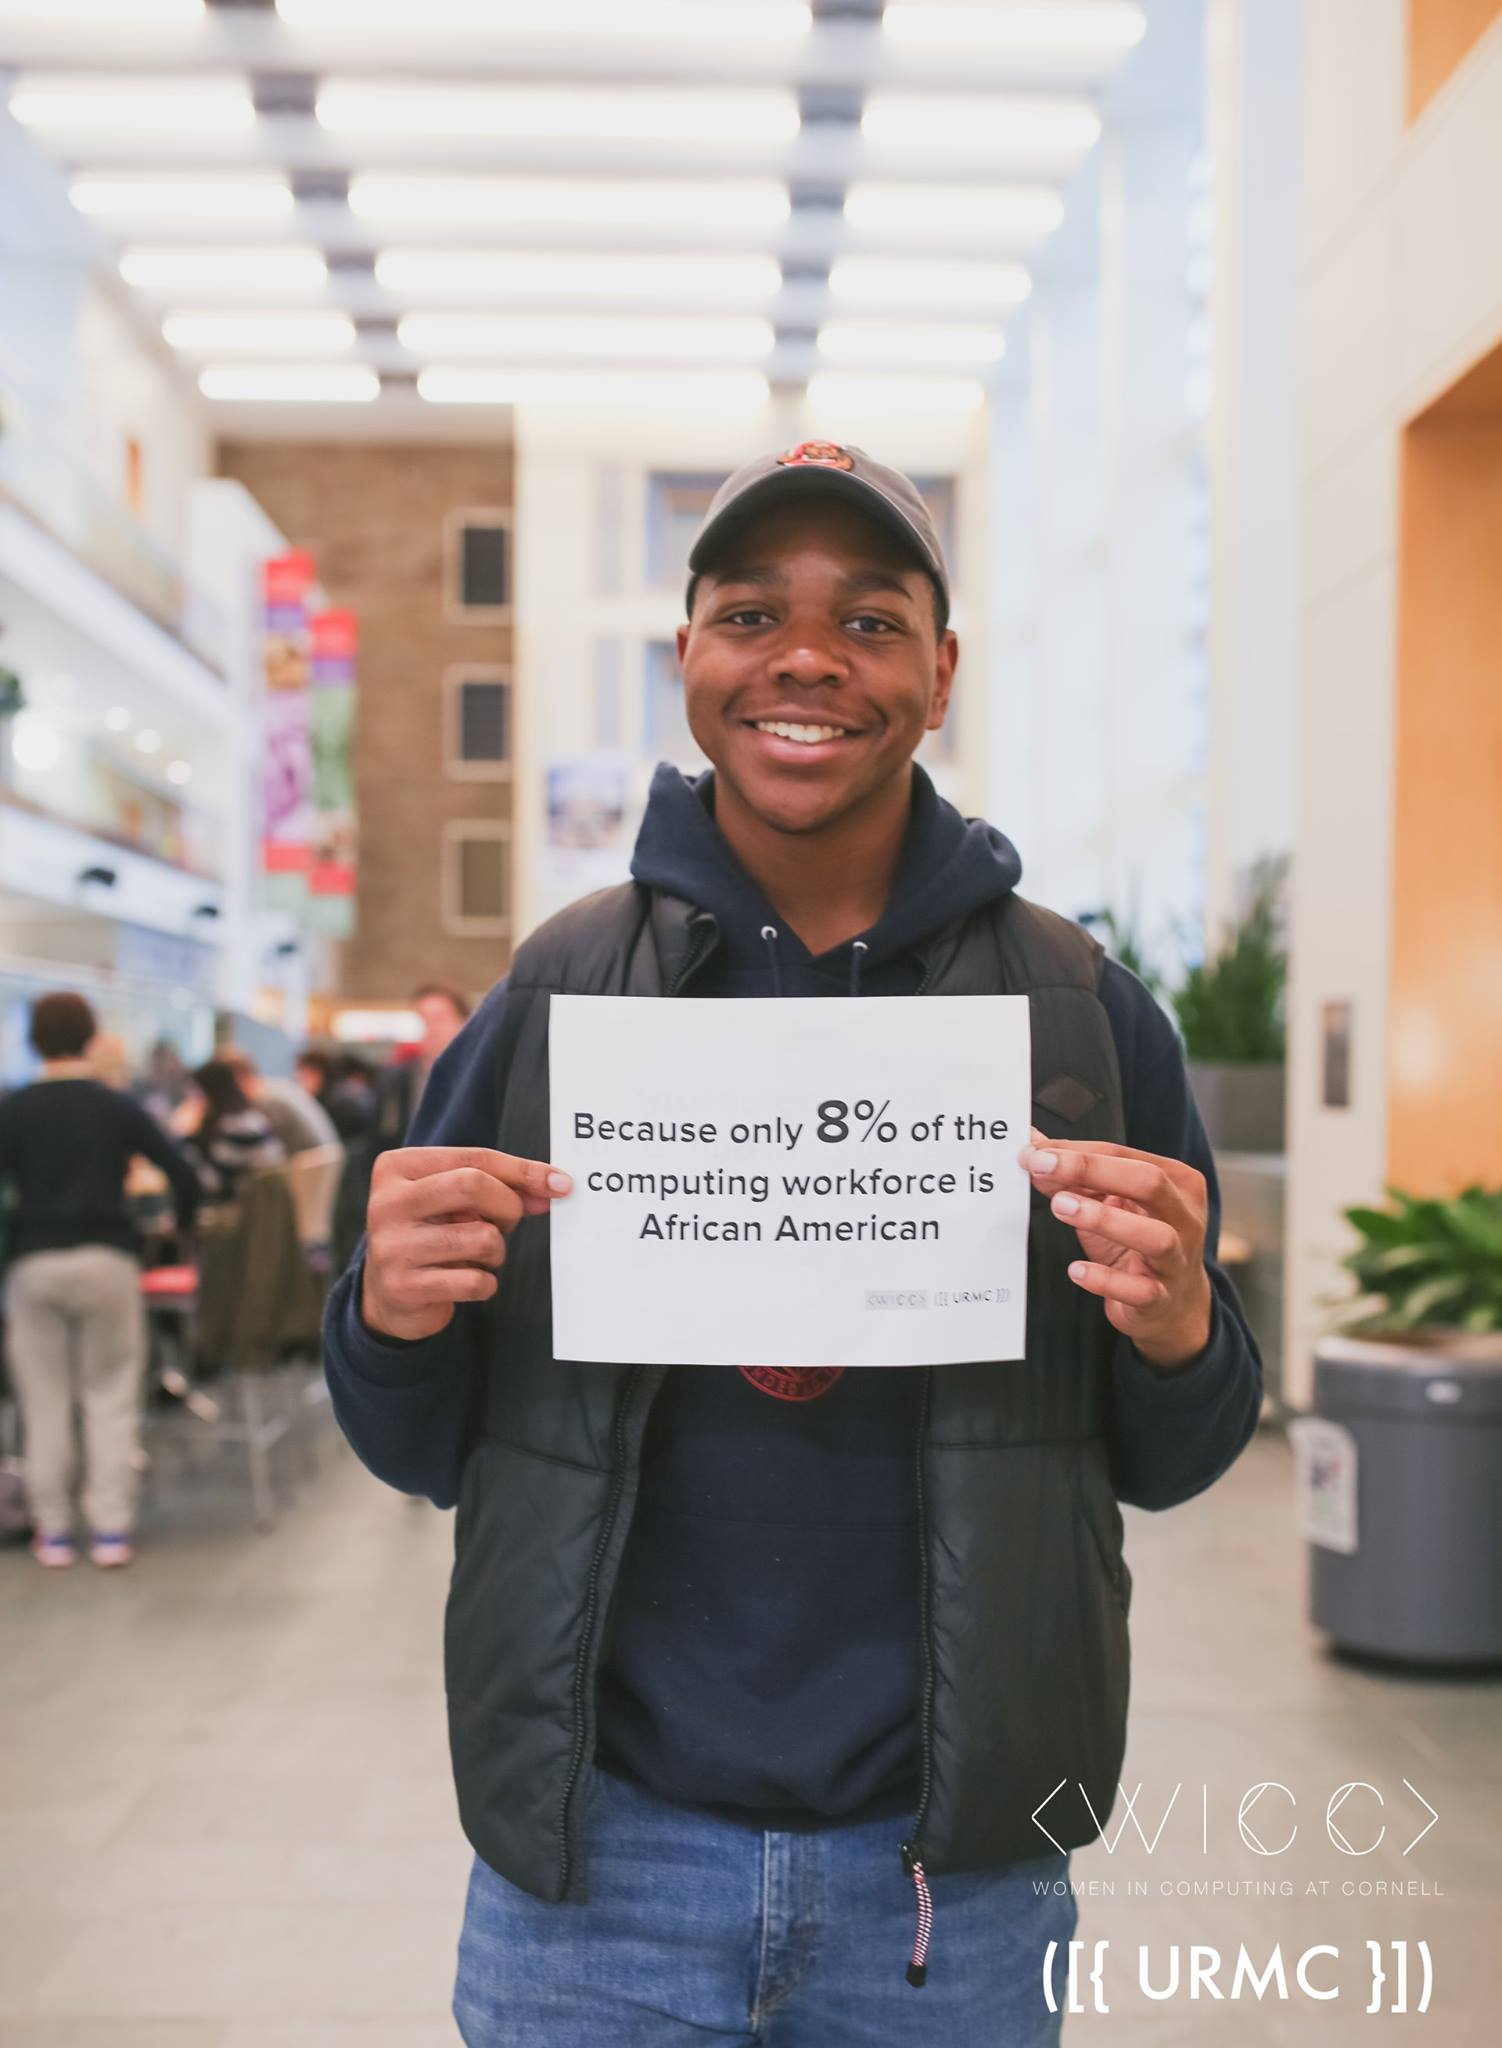 Because only 8% of the
computing workforce is
African American
<WICC> ([{ URMC }])
<WICC>
WOMEN IN COMPUTING AT CORNELL
([{ URMC }])